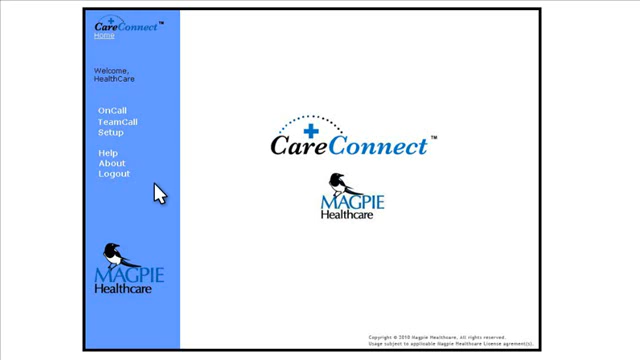 CareConnect™
Home
Welcome,
HealthCare
OnCall
TeamCall
Setup
Help
About
Logout
MAGPIE
Healthcare
CareConnect™
MAGPIE
Healthcare
Copyright © 2010 Magpie Healthcare, All rights reserved.
Usage subject to applicable Magpie Healthcare License agreement(s).